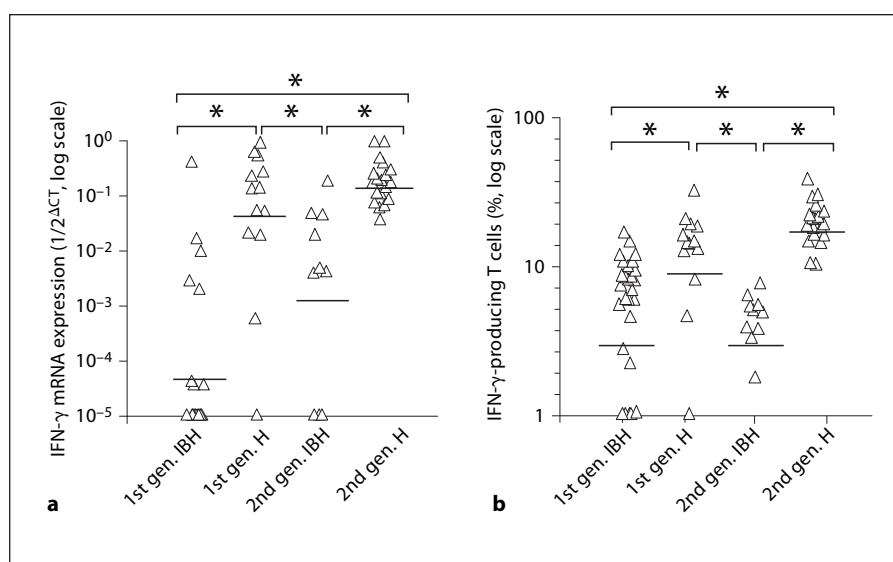 *
* * *
IFN-γ mRNA expression (1/2^ΔCT, log scale)
10⁰
10⁻¹
10⁻²
10⁻³
10⁻⁴
10⁻⁵
1st gen. IBH
1st gen. H
2nd gen. IBH
2nd gen. H
a
*
* * *
IFN-γ-producing T cells (%, log scale)
100
10
1
1st gen. IBH
1st gen. H
2nd gen. IBH
2nd gen. H
b